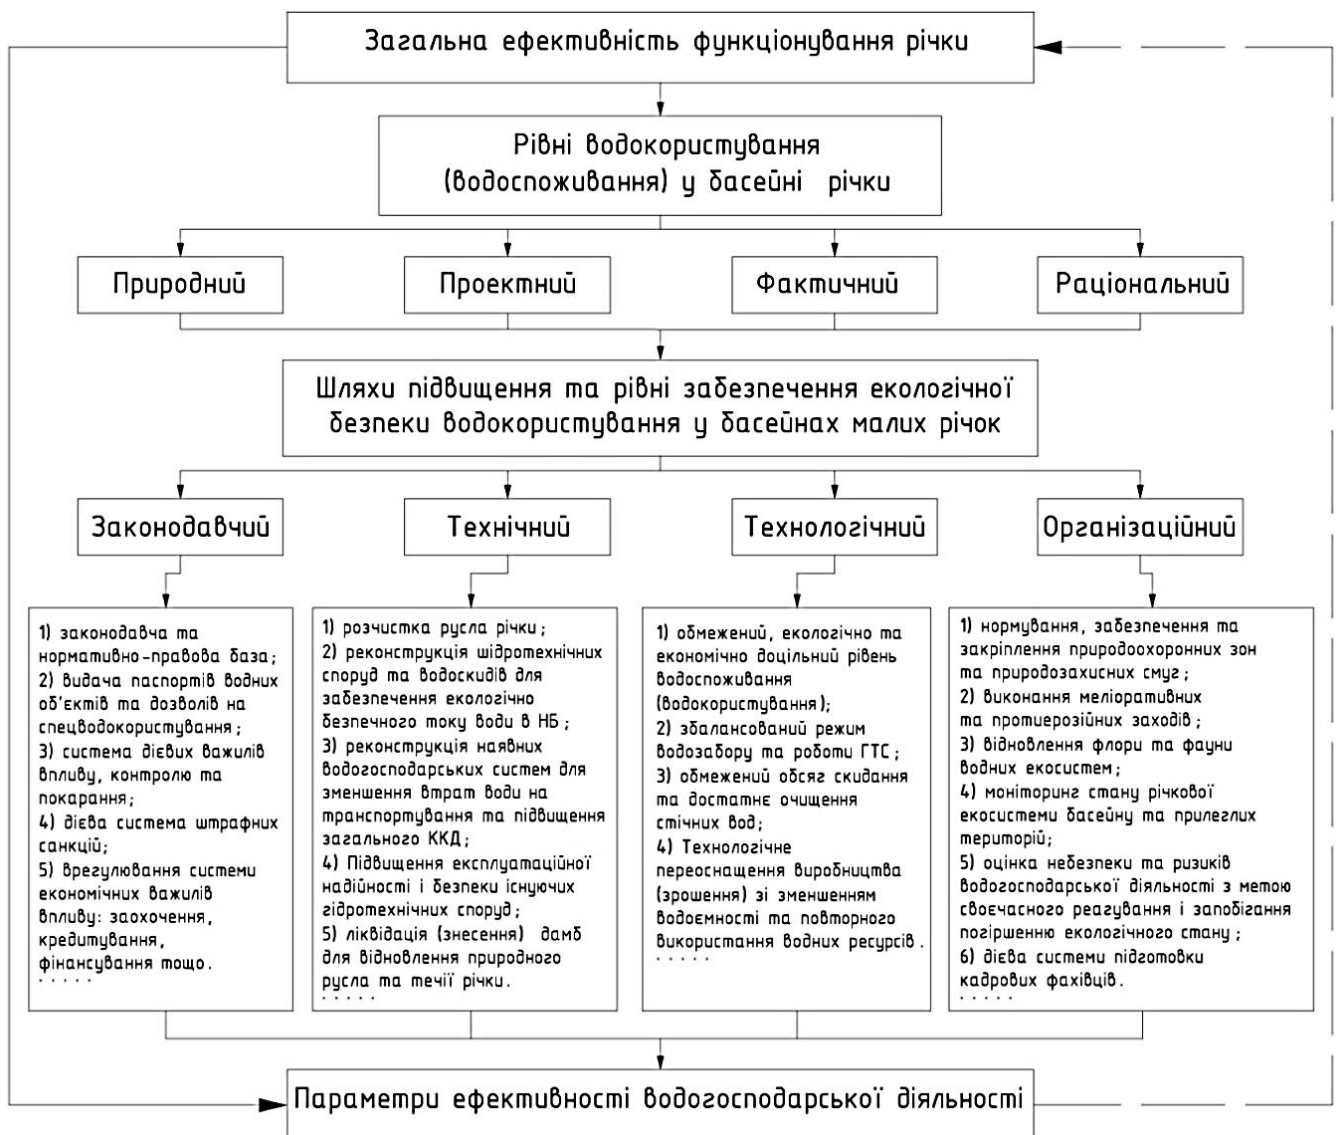 Загальна ефективність функціонування річки
Рівні водокористування
(водоспоживання) у басейні річки
Природний
Проектний
Фактичний
Раціональний
Шляхи підвищення та рівні забезпечення екологічної
безпеки водокористування у басейнах малих річок
Законодавчий
Технічний
Технологічний
Організаційний
1) законодавча та
нормативно-правова база;
2) видача паспортів водних
об'єктів та дозволів на
спецводокористування;
3) система дієвих важилів
впливу, контролю та
покарання;
4) дієва система штрафних
санкцій;
5) врегулювання системи
економічних важилів
впливу: заохочення,
кредитування,
фінансування тощо.
. . . . .
1) розчистка русла річки;
2) реконструкція шідротехнічних
споруд та водоскидів для
забезпечення екологічно
безпечного току води в НБ;
3) реконструкція наявних
водогосподарських систем для
зменшення втрат води на
транспортування та підвищення
загального ККД;
4) Підвищення експлуатаційної
надійності і безпеки існуючих
гідротехнічних споруд;
5) ліквідація (знесення) дамб
для відновлення природного
русла та течії річки.
. . . . .
1) обмежений, екологічно та
економічно доцільний рівень
водоспоживання
(водокористування);
2) збалансований режим
водозабору та роботи ГТС;
3) обмежений обсяг скидання
та достатнє очищення
стічних вод;
4) Технологічне
переоснащення виробництва
(зрошення) зі зменшенням
водоємності та повторного
використання водних ресурсів.
. . . . .
1) нормування, забезпечення та
закріплення природоохоронних зон
та природозахисних смуг;
2) виконання меліоративних
та протиерозійних заходів;
3) відновлення флори та фауни
водних екосистем;
4) моніторинг стану річкової
екосистеми басейну та прилеглих
територій;
5) оцінка небезпеки та ризиків
водогосподарської діяльності з метою
своєчасного реагування і запобігання
погіршенню екологічного стану;
6) дієва системи підготовки
кадрових фахівців.
. . . . .
Параметри ефективності водогосподарської діяльності